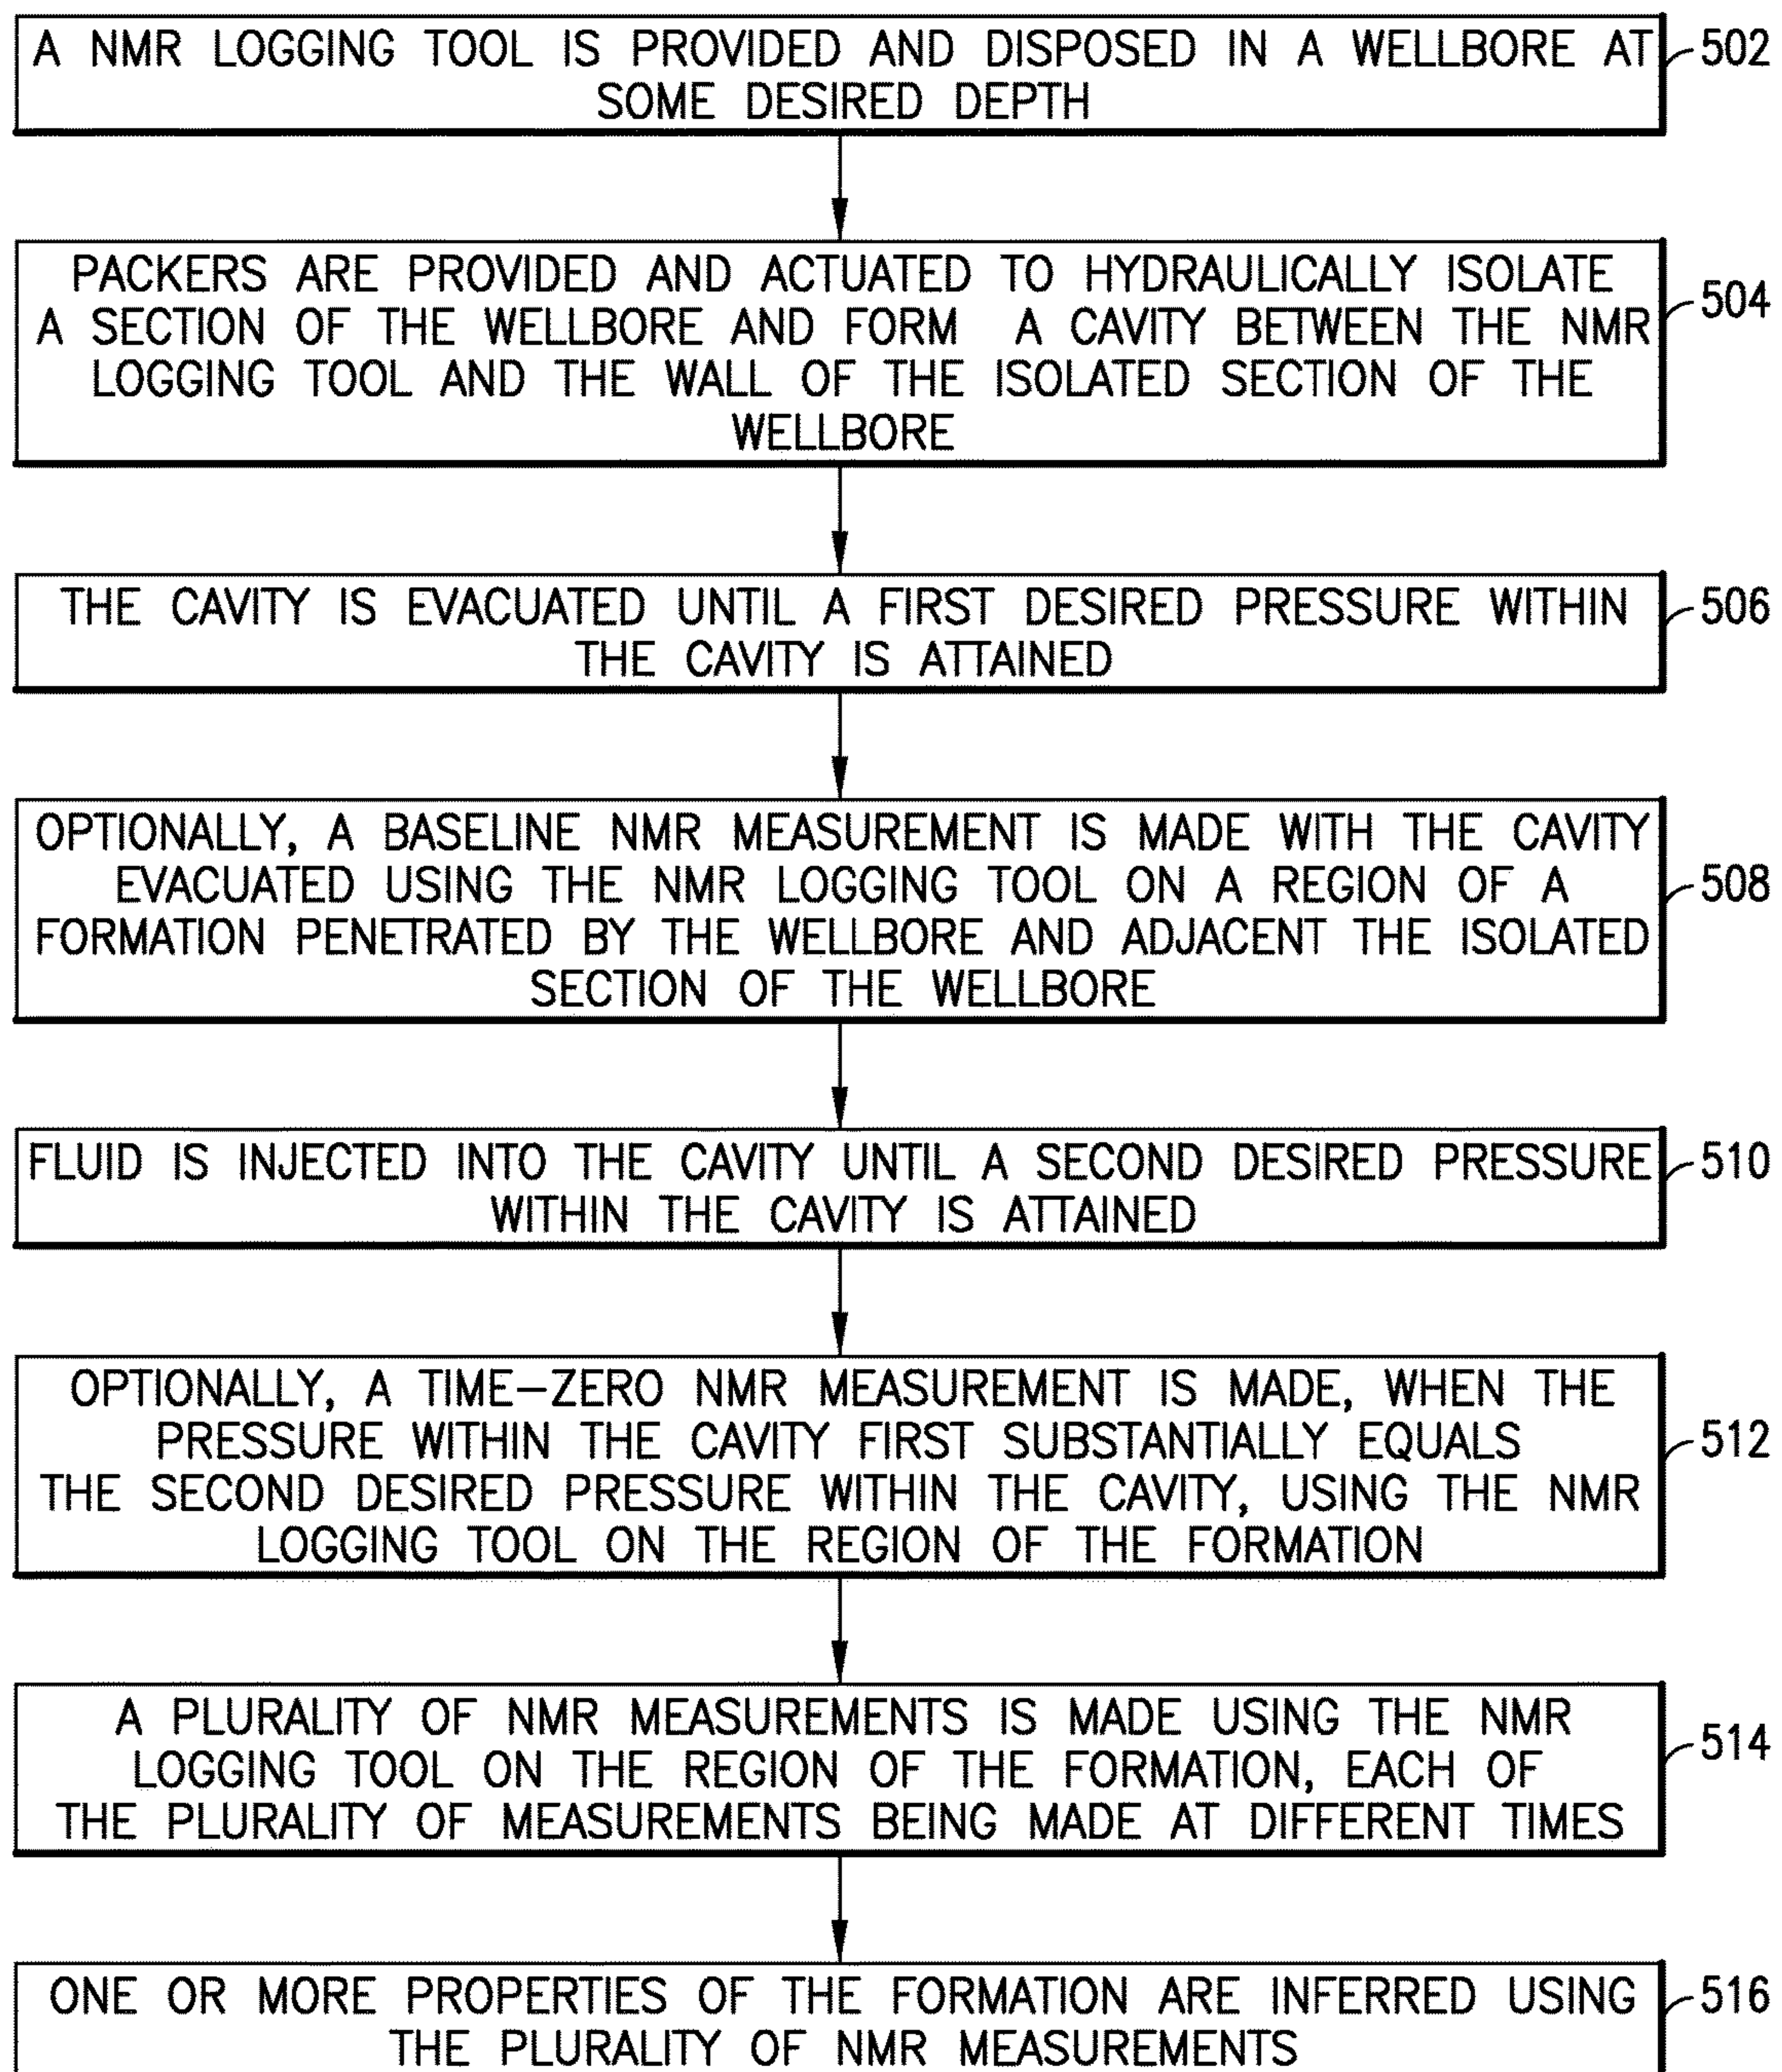 A NMR LOGGING TOOL IS PROVIDED AND DISPOSED IN A WELLBORE AT
SOME DESIRED DEPTH
502
PACKERS ARE PROVIDED AND ACTUATED TO HYDRAULICALLY ISOLATE
A SECTION OF THE WELLBORE AND FORM A CAVITY BETWEEN THE NMR
LOGGING TOOL AND THE WALL OF THE ISOLATED SECTION OF THE
WELLBORE
504
THE CAVITY IS EVACUATED UNTIL A FIRST DESIRED PRESSURE WITHIN
THE CAVITY IS ATTAINED
506
OPTIONALLY, A BASELINE NMR MEASUREMENT IS MADE WITH THE CAVITY
EVACUATED USING THE NMR LOGGING TOOL ON A REGION OF A
FORMATION PENETRATED BY THE WELLBORE AND ADJACENT THE ISOLATED
SECTION OF THE WELLBORE
508
FLUID IS INJECTED INTO THE CAVITY UNTIL A SECOND DESIRED PRESSURE
WITHIN THE CAVITY IS ATTAINED
510
OPTIONALLY, A TIME-ZERO NMR MEASUREMENT IS MADE, WHEN THE
PRESSURE WITHIN THE CAVITY FIRST SUBSTANTIALLY EQUALS
THE SECOND DESIRED PRESSURE WITHIN THE CAVITY, USING THE NMR
LOGGING TOOL ON THE REGION OF THE FORMATION
512
A PLURALITY OF NMR MEASUREMENTS IS MADE USING THE NMR
LOGGING TOOL ON THE REGION OF THE FORMATION, EACH OF
THE PLURALITY OF MEASUREMENTS BEING MADE AT DIFFERENT TIMES
514
ONE OR MORE PROPERTIES OF THE FORMATION ARE INFERRED USING
THE PLURALITY OF NMR MEASUREMENTS
516